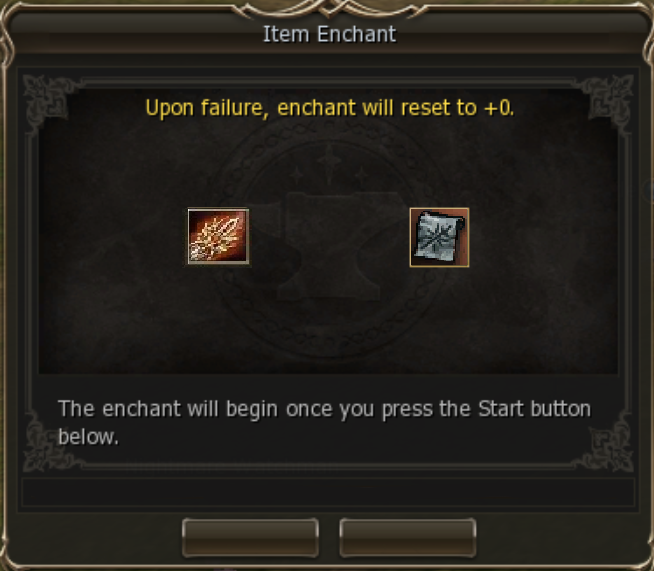 Item Enchant
Upon failure, enchant will reset to +0.
The enchant will begin once you press the Start button
below.